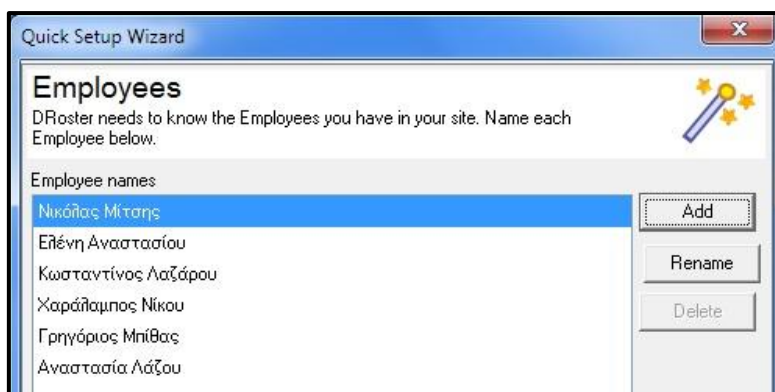 Quick Setup Wizard
Employees
DRoster needs to know the Employees you have in your site. Name each
Employee below.
Employee names
Νικόλας Μίτσης
Ελένη Αναστασίου
Κωσταντίνος Λαζάρου
Χαράλαμπος Νίκου
Γρηγόριος Μπίθας
Αναστασία Λάζου
Add
Rename
Delete